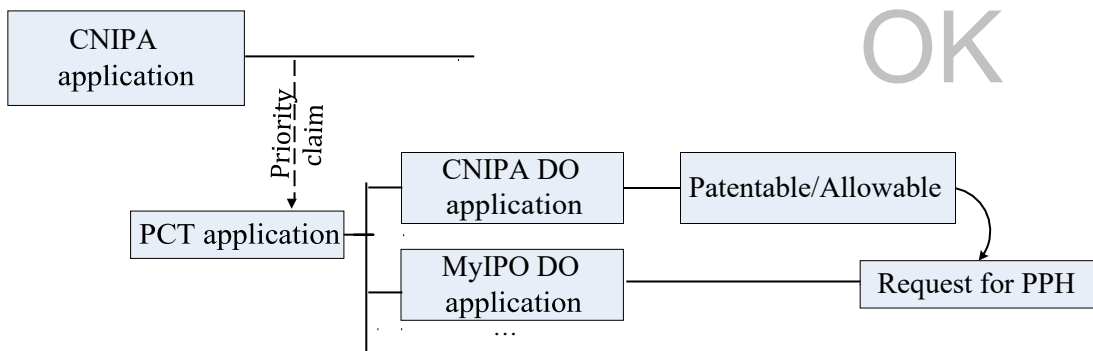 CNIPA
application
OK
Priority
claim
CNIPA DO
application
Patentable/Allowable
PCT application
MyIPO DO
application
Request for PPH
...